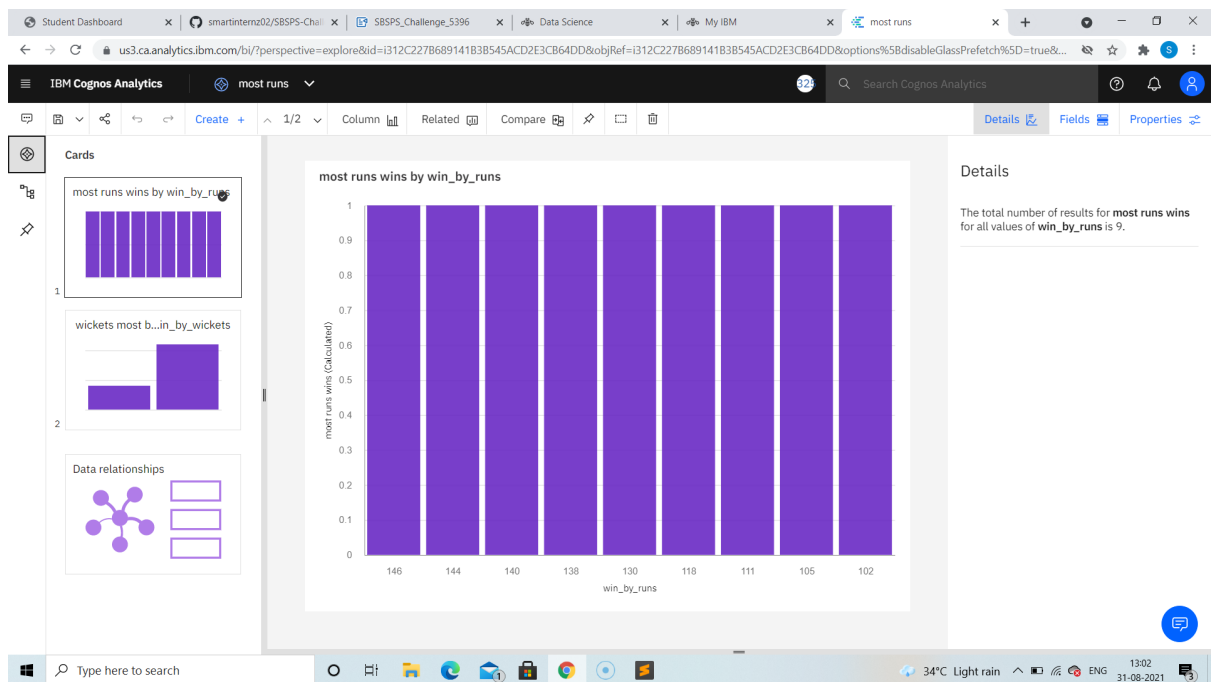 Student Dashboard
smartinternz02/SBSPS-Chall
SBSPS_Challenge_5396
Data Science
My IBM
most runs
us3.ca.analytics.ibm.com/bi/?perspective=explore&id=i312C227B689141B3B545ACD2E3CB64DD&objRef=i312C227B689141B3B545ACD2E3CB64DD&options%5BdisableGlassPrefetch%5D=true&...
S
IBM Cognos Analytics
most runs
325
Search Cognos Analytics
Create +
1/2
Column
Related
Compare
Details
Fields
Properties
Cards
most runs wins by win_by_runs
1
wickets most b...in_by_wickets
2
Data relationships
most runs wins by win_by_runs
most runs wins (Calculated)
1
0.9
0.8
0.7
0.6
0.5
0.4
0.3
0.2
0.1
0
146 144 140 138 130 118 111 105 102
win_by_runs
Details
The total number of results for most runs wins
for all values of win_by_runs is 9.
Type here to search
1
34°C Light rain
ENG
13:02
31-08-2021
3